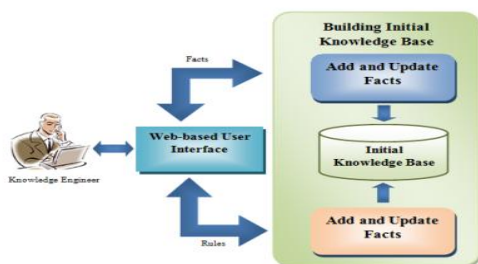 Building Initial
Knowledge Base
Facts
Add and Update
Facts
Web-based User
Interface
Initial
Knowledge Base
Knowledge Engineer
Add and Update
Facts
Rules